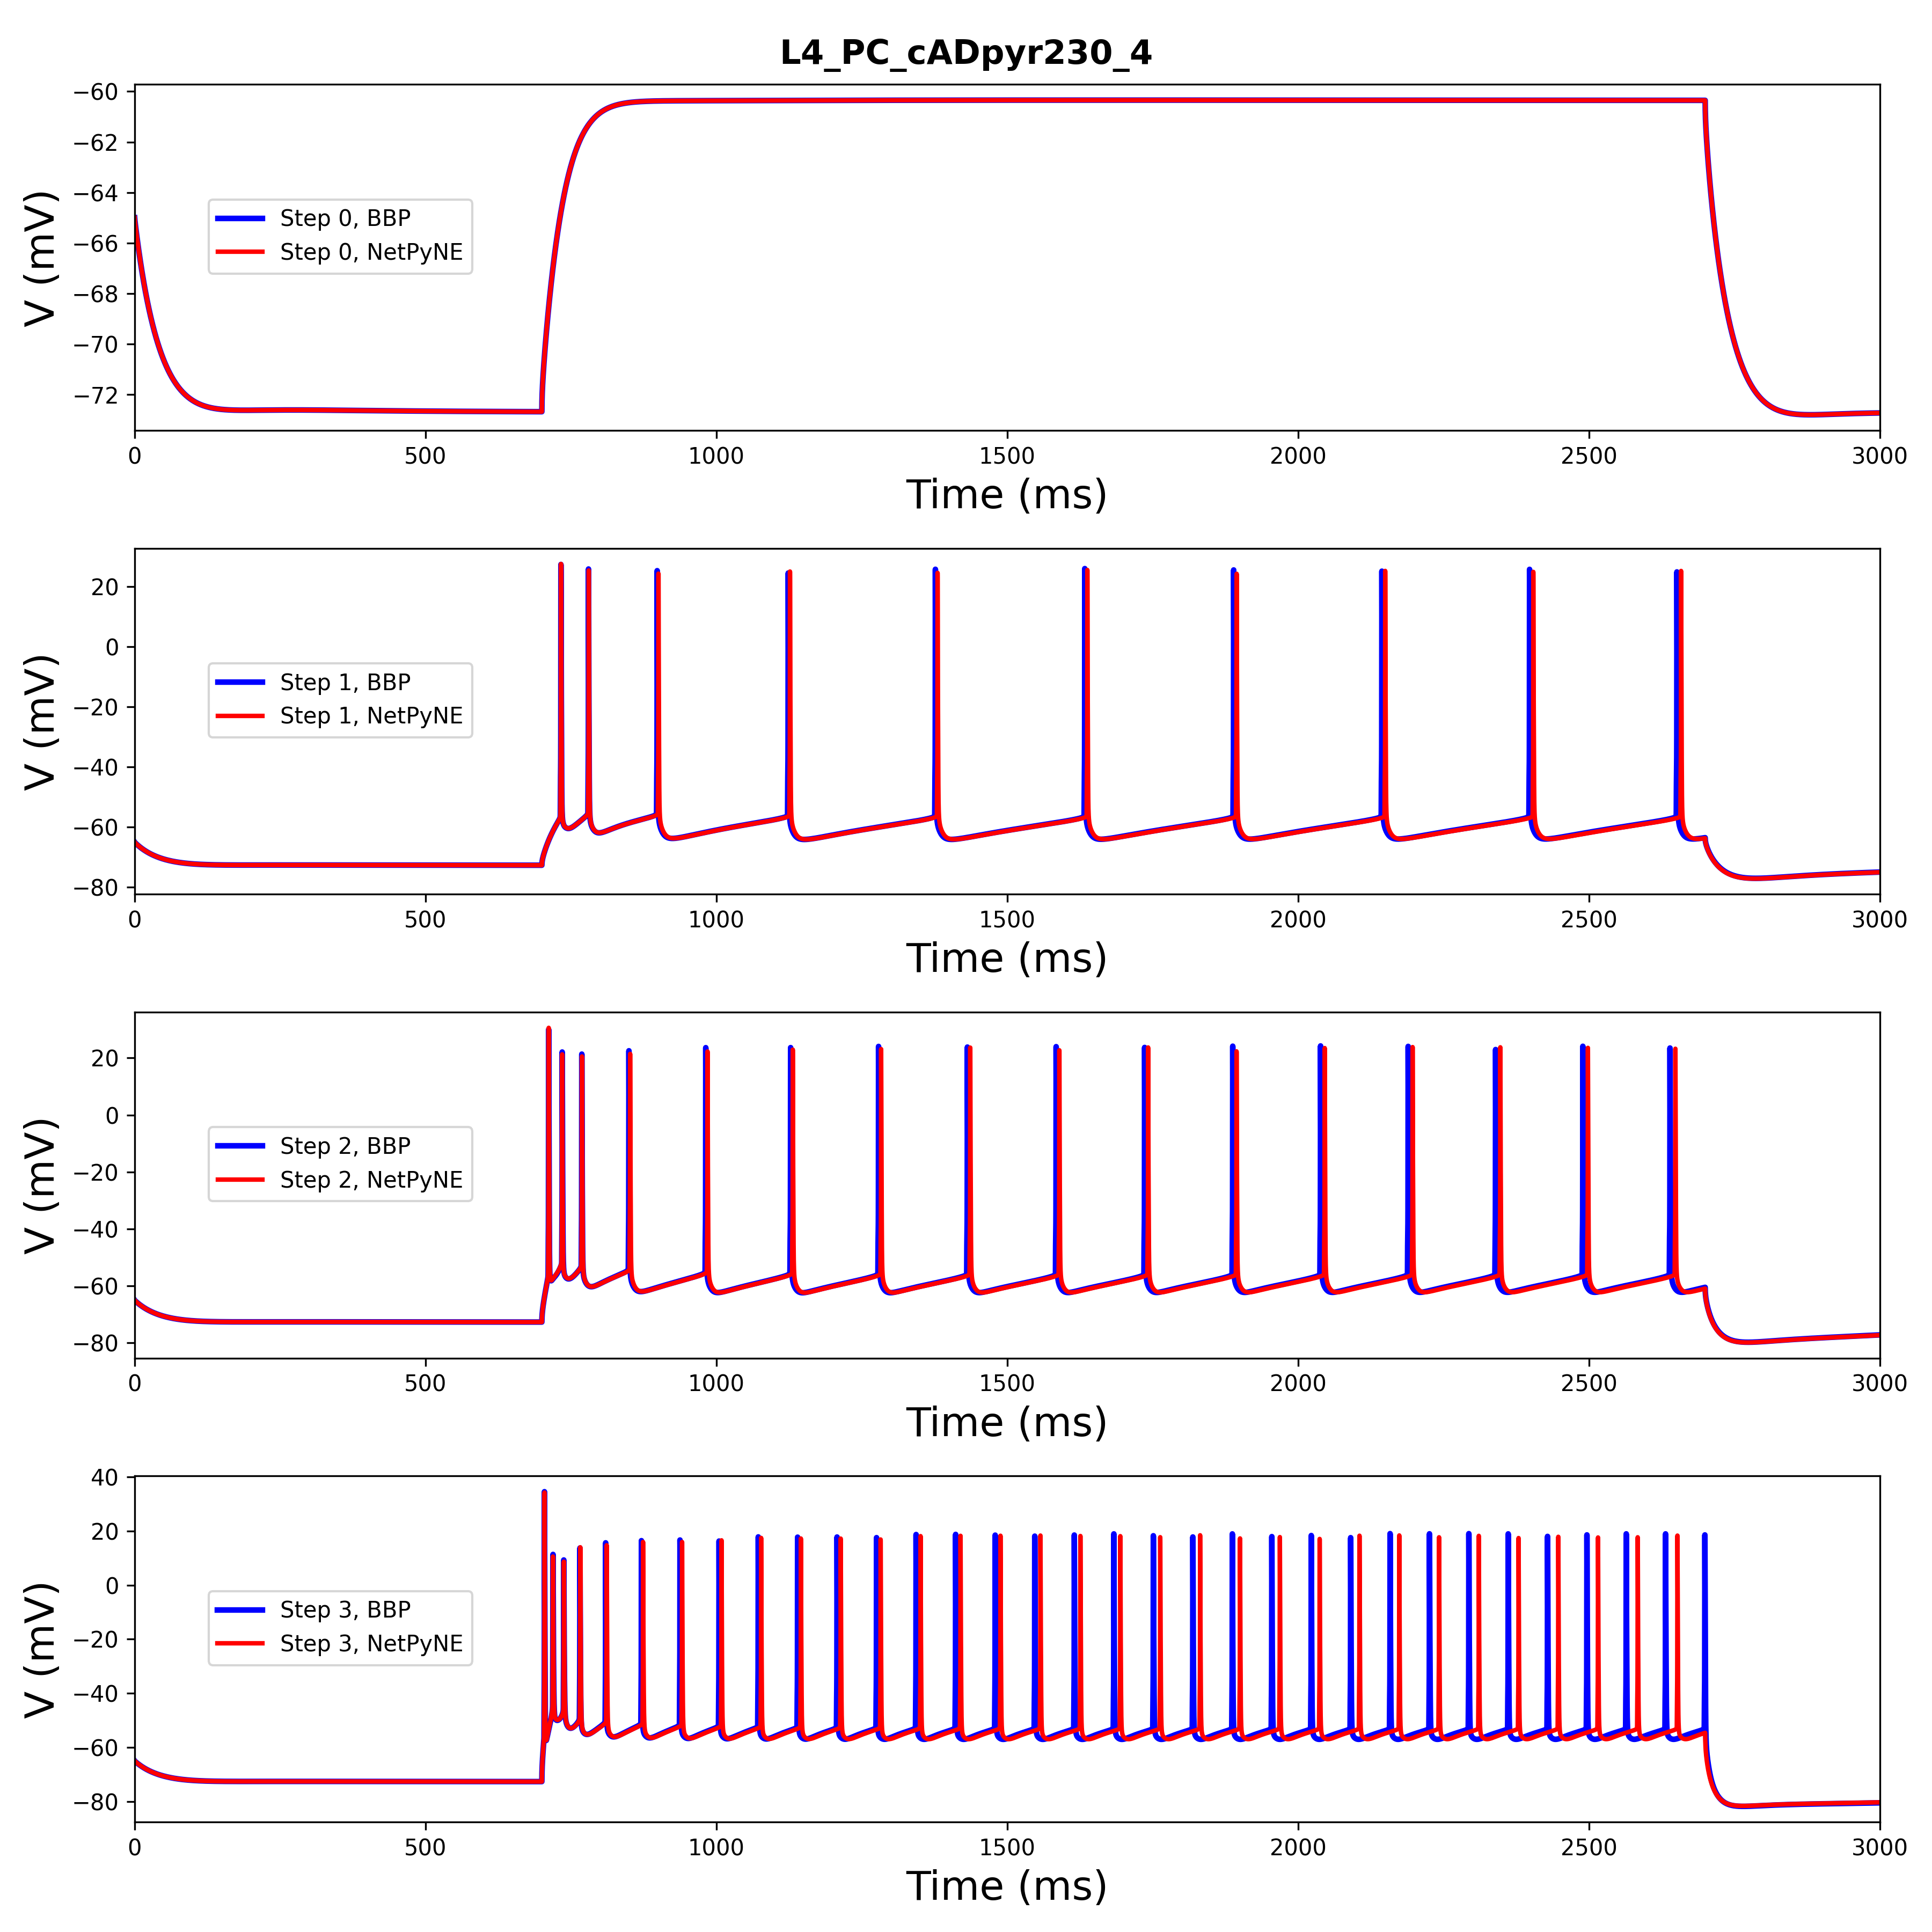 L4_PC_cADpyr230_4
V (mV)
−60
−62
−64
−66
−68
−70
−72
Step 0, BBP
Step 0, NetPyNE
0 500 1000 1500 2000 2500 3000
Time (ms)
V (mV)
20
0
−20
−40
−60
−80
Step 1, BBP
Step 1, NetPyNE
0 500 1000 1500 2000 2500 3000
Time (ms)
V (mV)
20
0
−20
−40
−60
−80
Step 2, BBP
Step 2, NetPyNE
0 500 1000 1500 2000 2500 3000
Time (ms)
V (mV)
40
20
0
−20
−40
−60
−80
Step 3, BBP
Step 3, NetPyNE
0 500 1000 1500 2000 2500 3000
Time (ms)